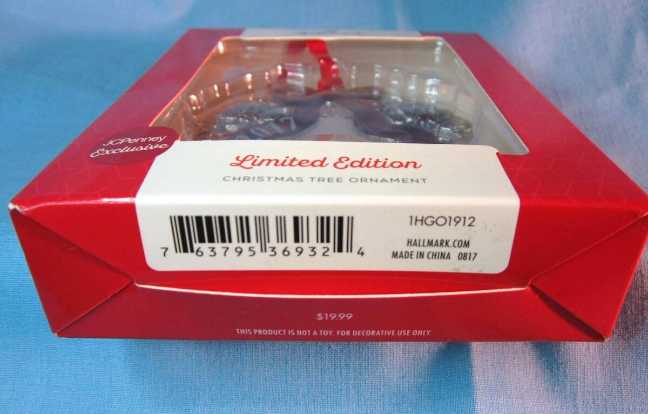 JCPenney
Exclusive
Limited Edition
CHRISTMAS TREE ORNAMENT
1HGO1912
HALLMARK.COM
MADE IN CHINA 0817
7 63795 36932 4
$19.99
THIS PRODUCT IS NOT A TOY. FOR DECORATIVE USE ONLY.